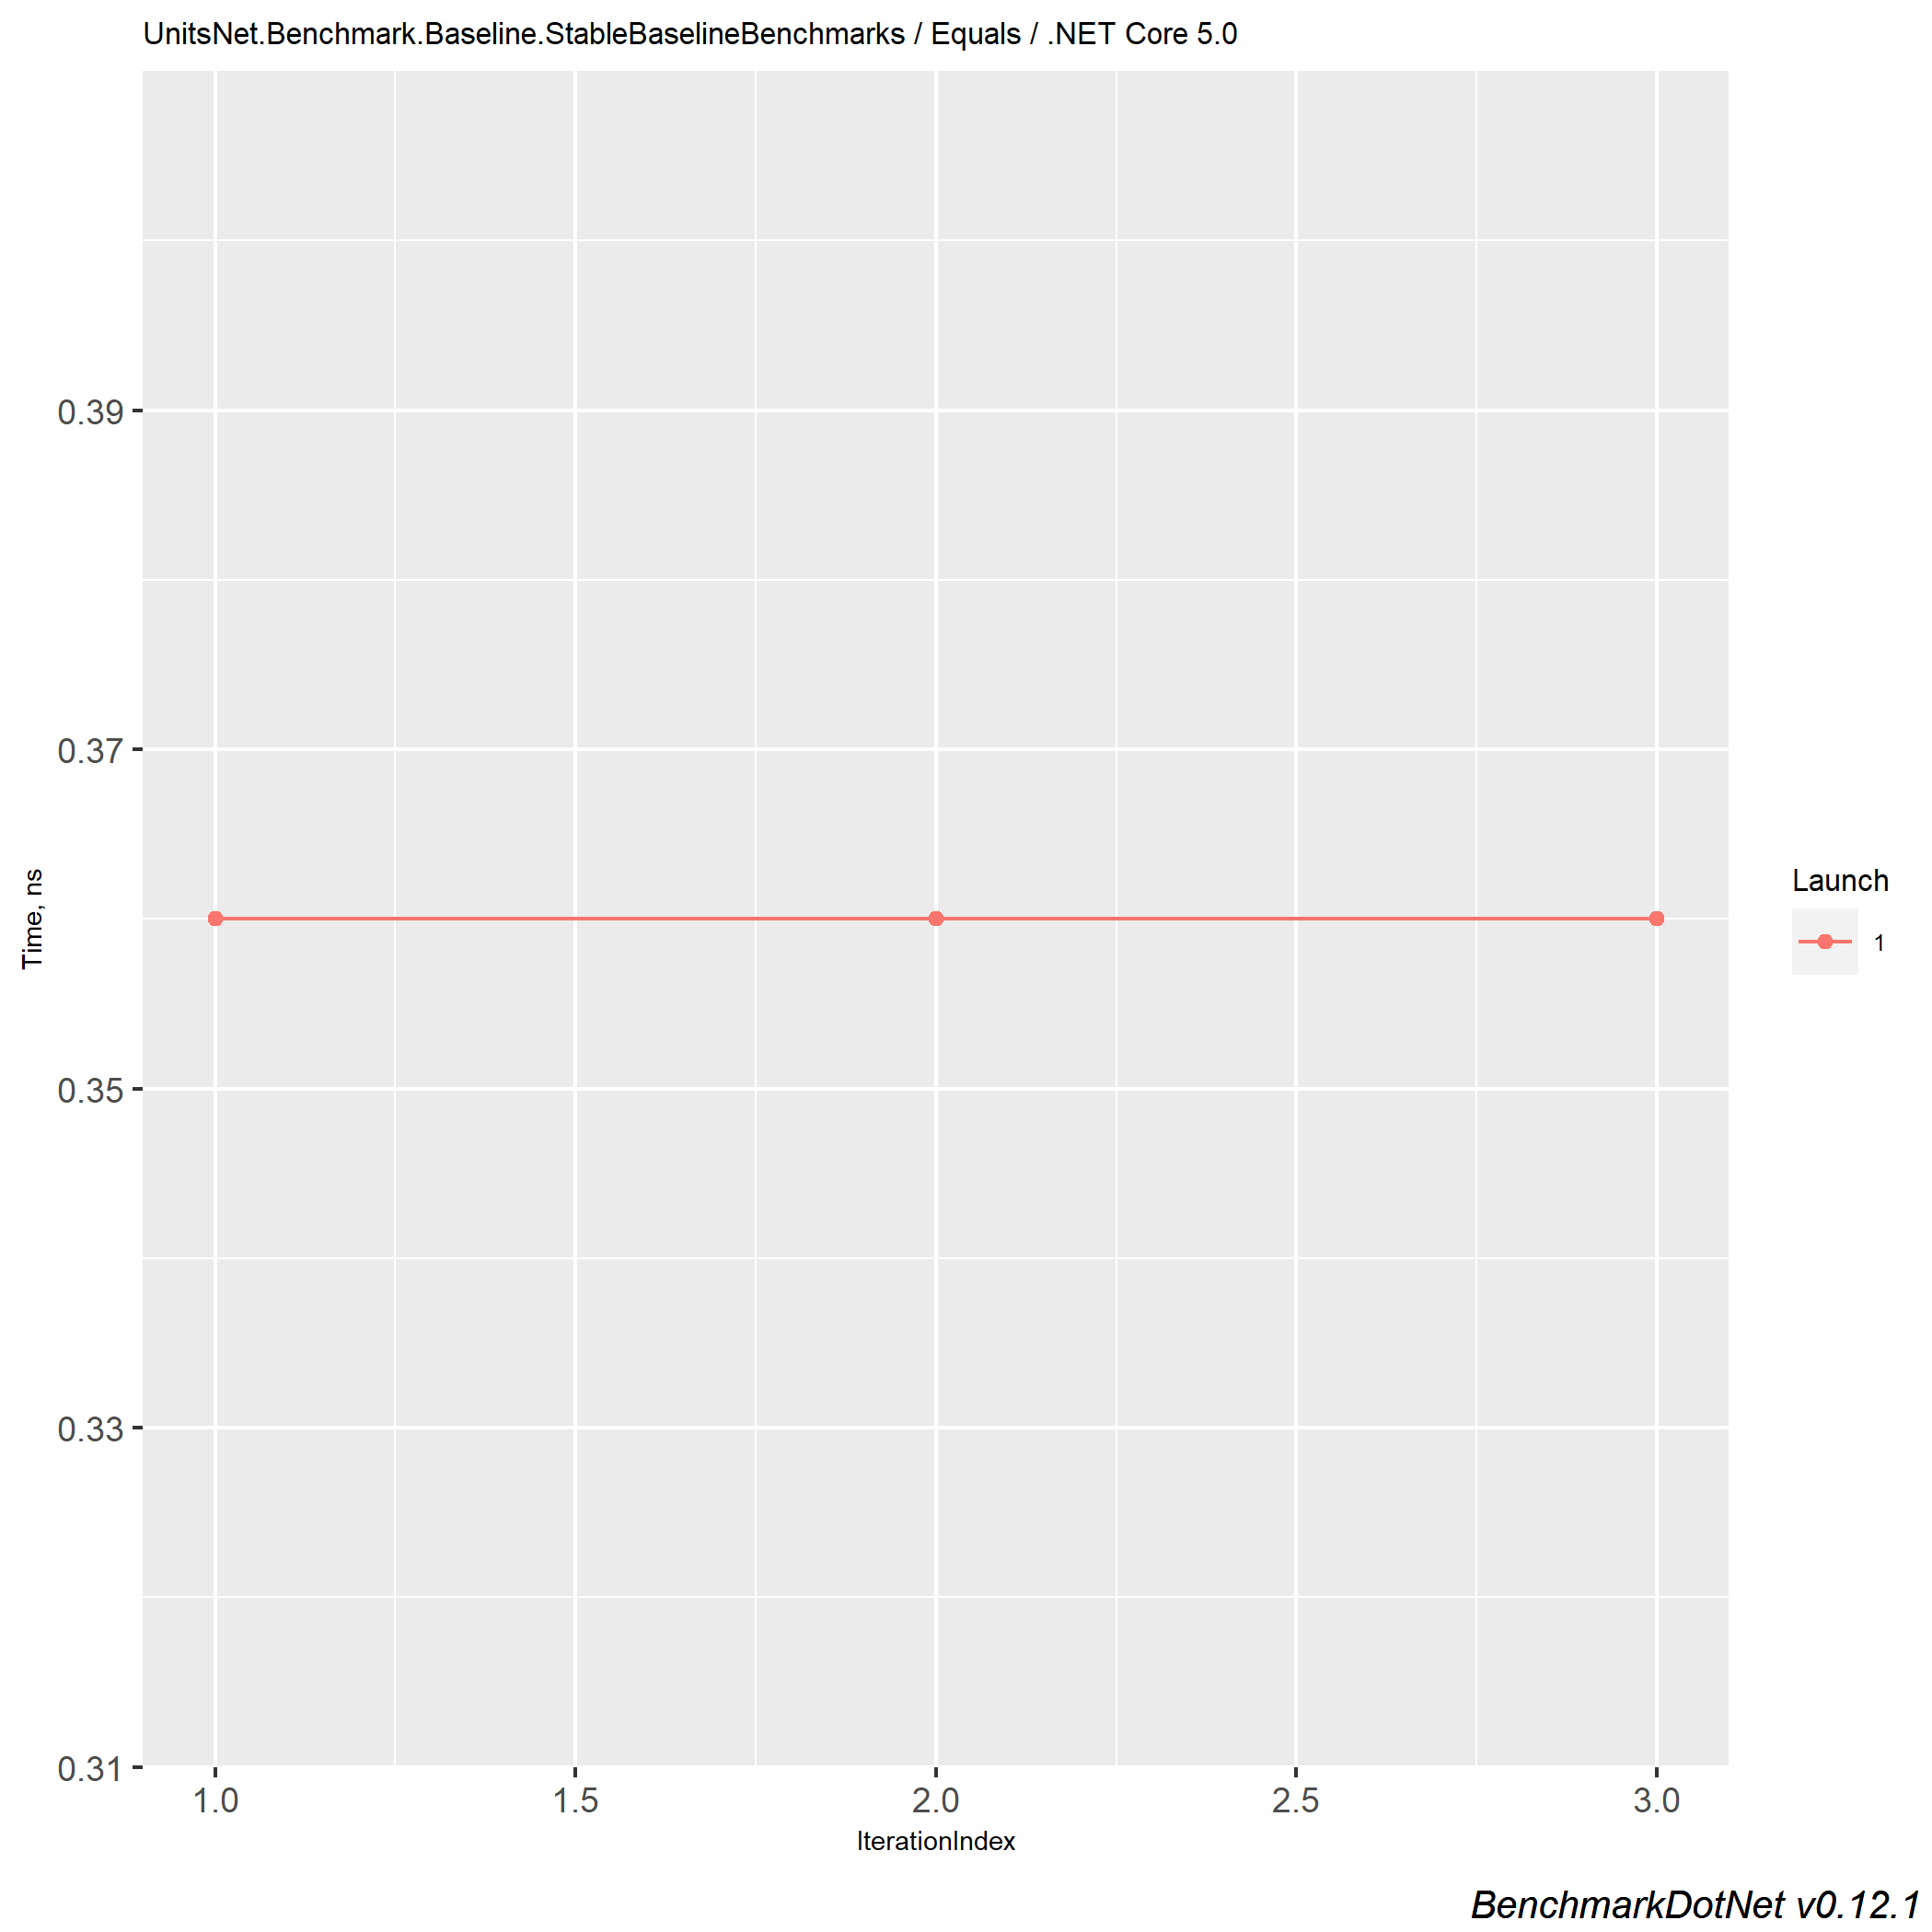 UnitsNet.Benchmark.Baseline.StableBaselineBenchmarks / Equals / .NET Core 5.0
0.39
0.37
0.35
0.33
0.31
Time, ns
1.0 1.5 2.0 2.5 3.0
IterationIndex
Launch
1
BenchmarkDotNet v0.12.1